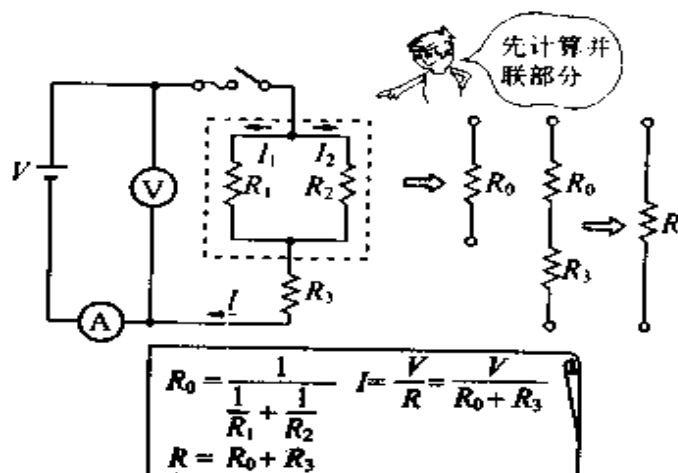 先计算并
联部分
V
V
A
I₁ I₂
R₁ R₂
R₃
I
R₀
R₀
R₃
R
R₀ = 1 / (1/R₁ + 1/R₂) I = V/R = V/(R₀ + R₃)
R = R₀ + R₃